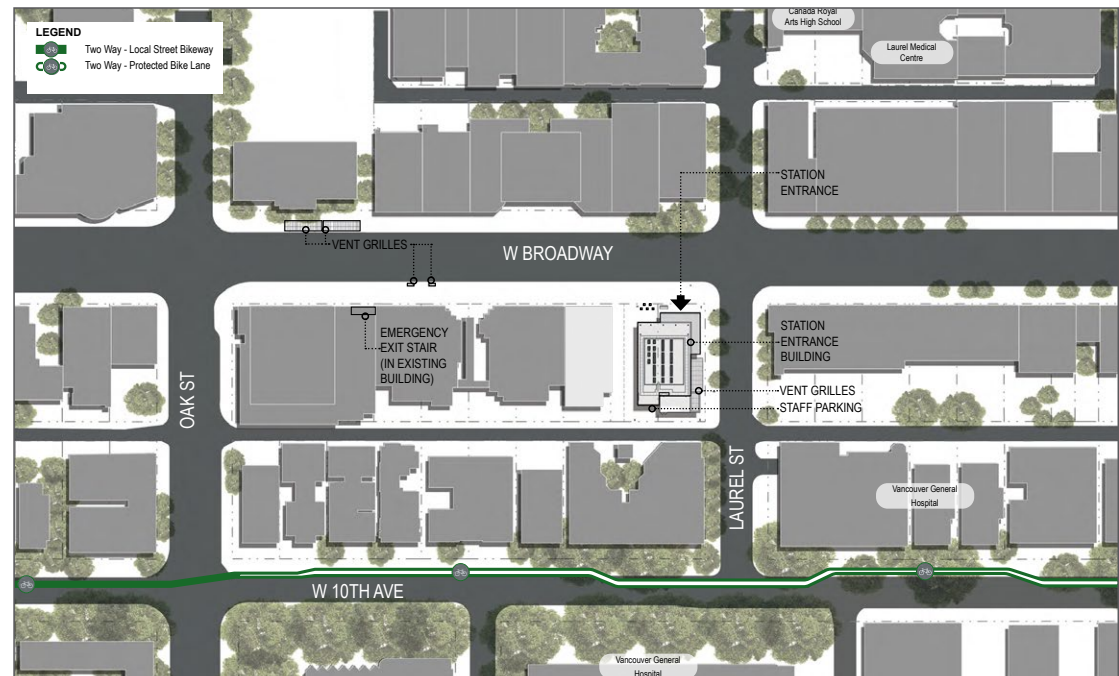 LEGEND
Two Way - Local Street Bikeway
Two Way - Protected Bike Lane
Canada Royal
Arts High School
Laurel Medical
Centre
STATION
ENTRANCE
VENT GRILLES
W BROADWAY
EMERGENCY
EXIT STAIR
(IN EXISTING
BUILDING)
STATION
ENTRANCE
BUILDING
VENT GRILLES
STAFF PARKING
OAK ST
LAUREL ST
Vancouver General
Hospital
W 10TH AVE
Vancouver General
Hospital